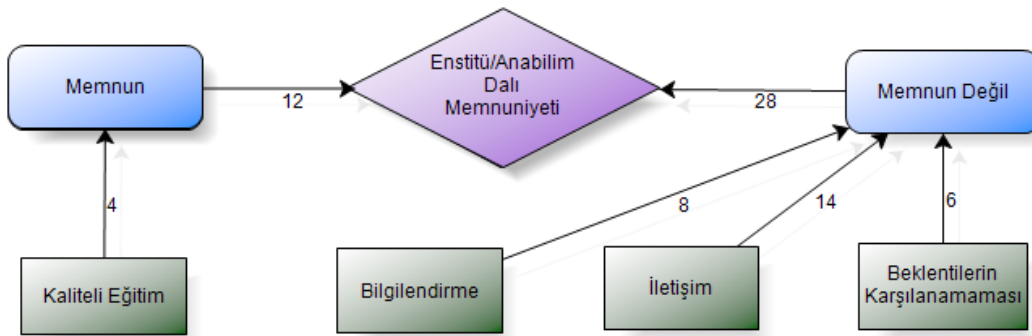 Enstitü/Anabilim
Dalı
Memnuniyeti
Memnun
Memnun Değil
12
28
4
8
14
6
Kaliteli Eğitim
Bilgilendirme
İletişim
Beklentilerin
Karşılanamaması